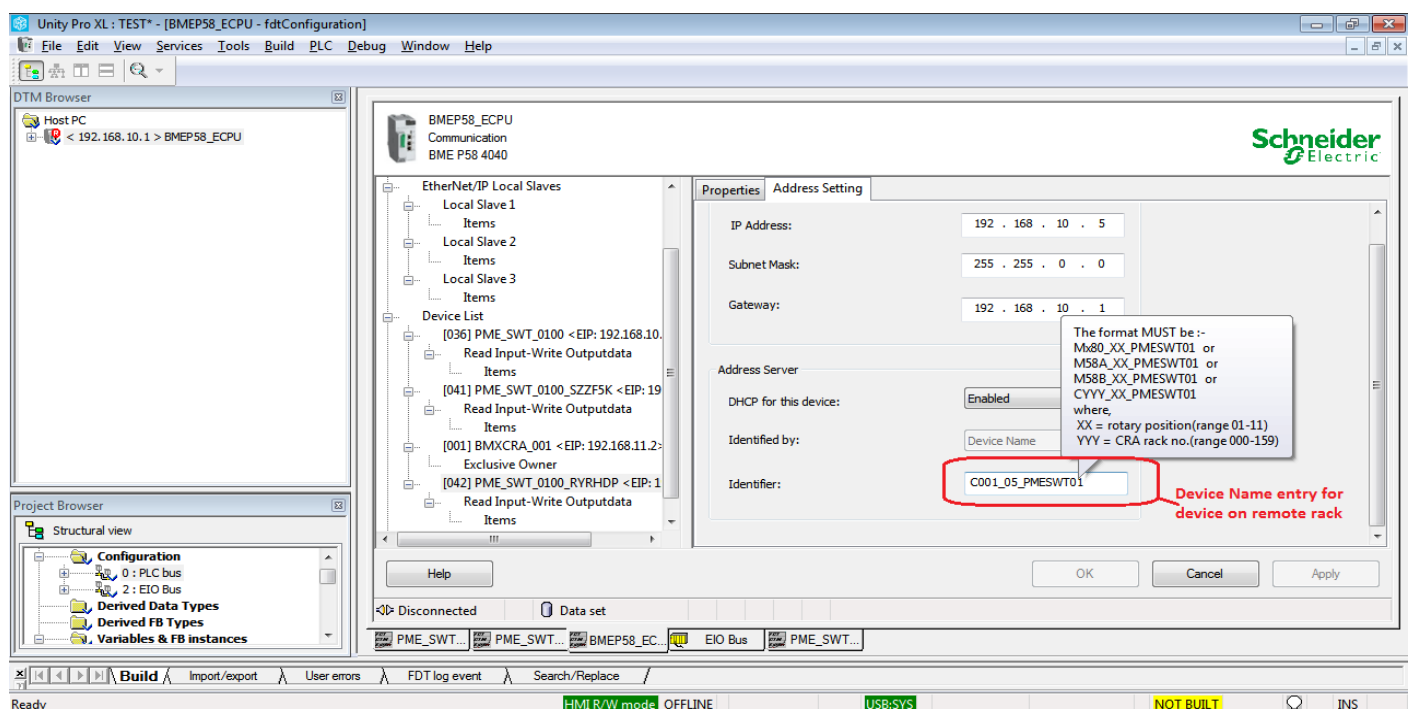 Unity Pro XL : TEST* - [BMEP58_ECPU - fdtConfiguration]
File Edit View Services Tools Build PLC Debug Window Help
DTM Browser
Host PC
< 192.168.10.1 > BMEP58_ECPU
BMEP58_ECPU
Communication
BME P58 4040
Schneider
Electric
EtherNet/IP Local Slaves
Local Slave 1
Items
Local Slave 2
Items
Local Slave 3
Items
Device List
[036] PME_SWT_0100 <EIP: 192.168.10.
Read Input-Write Outputdata
Items
[041] PME_SWT_0100_SZZF5K <EIP: 19
Read Input-Write Outputdata
Items
[001] BMXCRA_001 <EIP: 192.168.11.2>
Exclusive Owner
[042] PME_SWT_0100_RYRHDP <EIP: 1
Read Input-Write Outputdata
Items
Properties Address Setting
IP Address: 192 . 168 . 10 . 5
Subnet Mask: 255 . 255 . 0 . 0
Gateway: 192 . 168 . 10 . 1
The format MUST be :-
Mx80_XX_PMESWT01 or
M58A_XX_PMESWT01 or
M58B_XX_PMESWT01 or
CYYY_XX_PMESWT01
where,
XX = rotary position(range 01-11)
YYY = CRA rack no.(range 000-159)
Address Server
DHCP for this device: Enabled
Identified by: Device Name
Identifier: C001_05_PMESWT01
Device Name entry for
device on remote rack
Help OK Cancel Apply
Disconnected Data set
PME_SWT... PME_SWT... BMEP58_EC... EIO Bus PME_SWT...
Project Browser
Structural view
Configuration
0 : PLC bus
2 : EIO Bus
Derived Data Types
Derived FB Types
Variables & FB instances
Build Import/export User errors FDT log event Search/Replace
Ready HMI R/W mode OFFLINE USB:SYS NOT BUILT INS